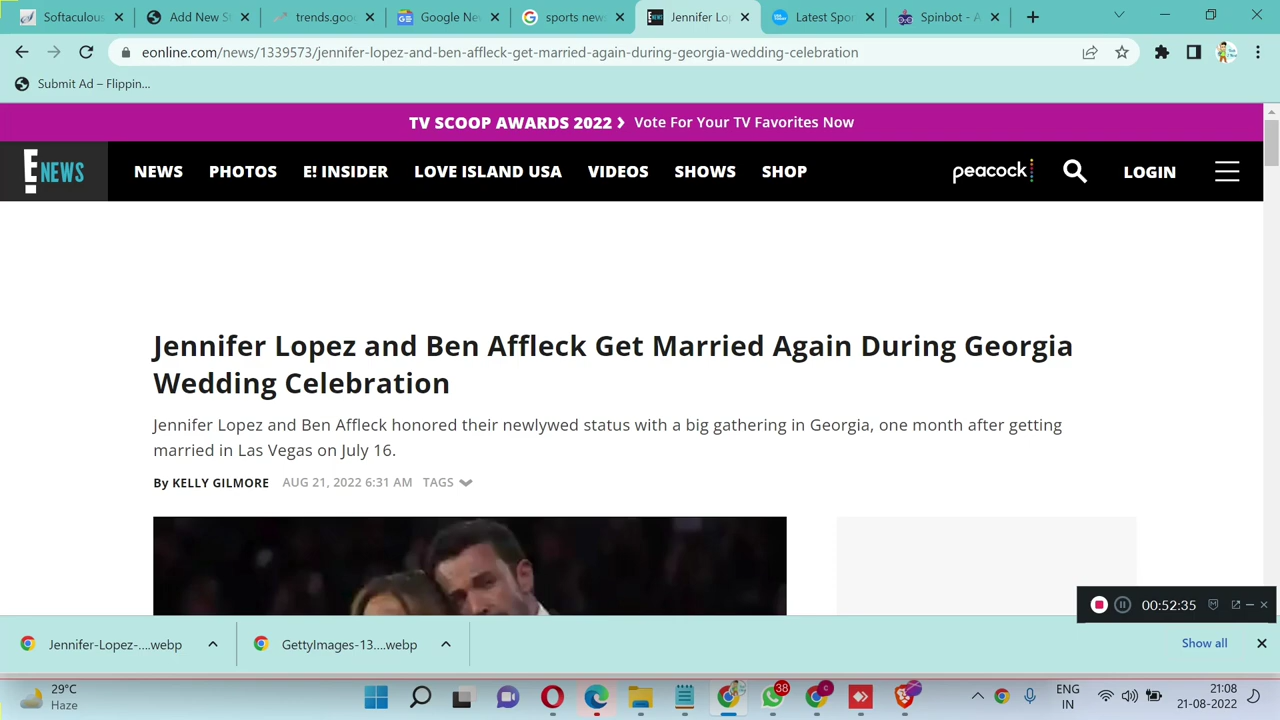 Softaculous
Add New St
trends.goo
Google Nev
sports new
Jennifer Lo
Latest Spor
Spinbot - A
eonline.com/news/1339573/jennifer-lopez-and-ben-affleck-get-married-again-during-georgia-wedding-celebration
Submit Ad – Flippin...
TV SCOOP AWARDS 2022 › Vote For Your TV Favorites Now
E! NEWS
NEWS PHOTOS E! INSIDER LOVE ISLAND USA VIDEOS SHOWS SHOP
peacock
LOGIN
Jennifer Lopez and Ben Affleck Get Married Again During Georgia
Wedding Celebration
Jennifer Lopez and Ben Affleck honored their newlywed status with a big gathering in Georgia, one month after getting
married in Las Vegas on July 16.
By KELLY GILMORE AUG 21, 2022 6:31 AM TAGS
00:52:35
Jennifer-Lopez-....webp
GettyImages-13....webp
Show all
29°C
Haze
38
ENG
IN
21:08
21-08-2022